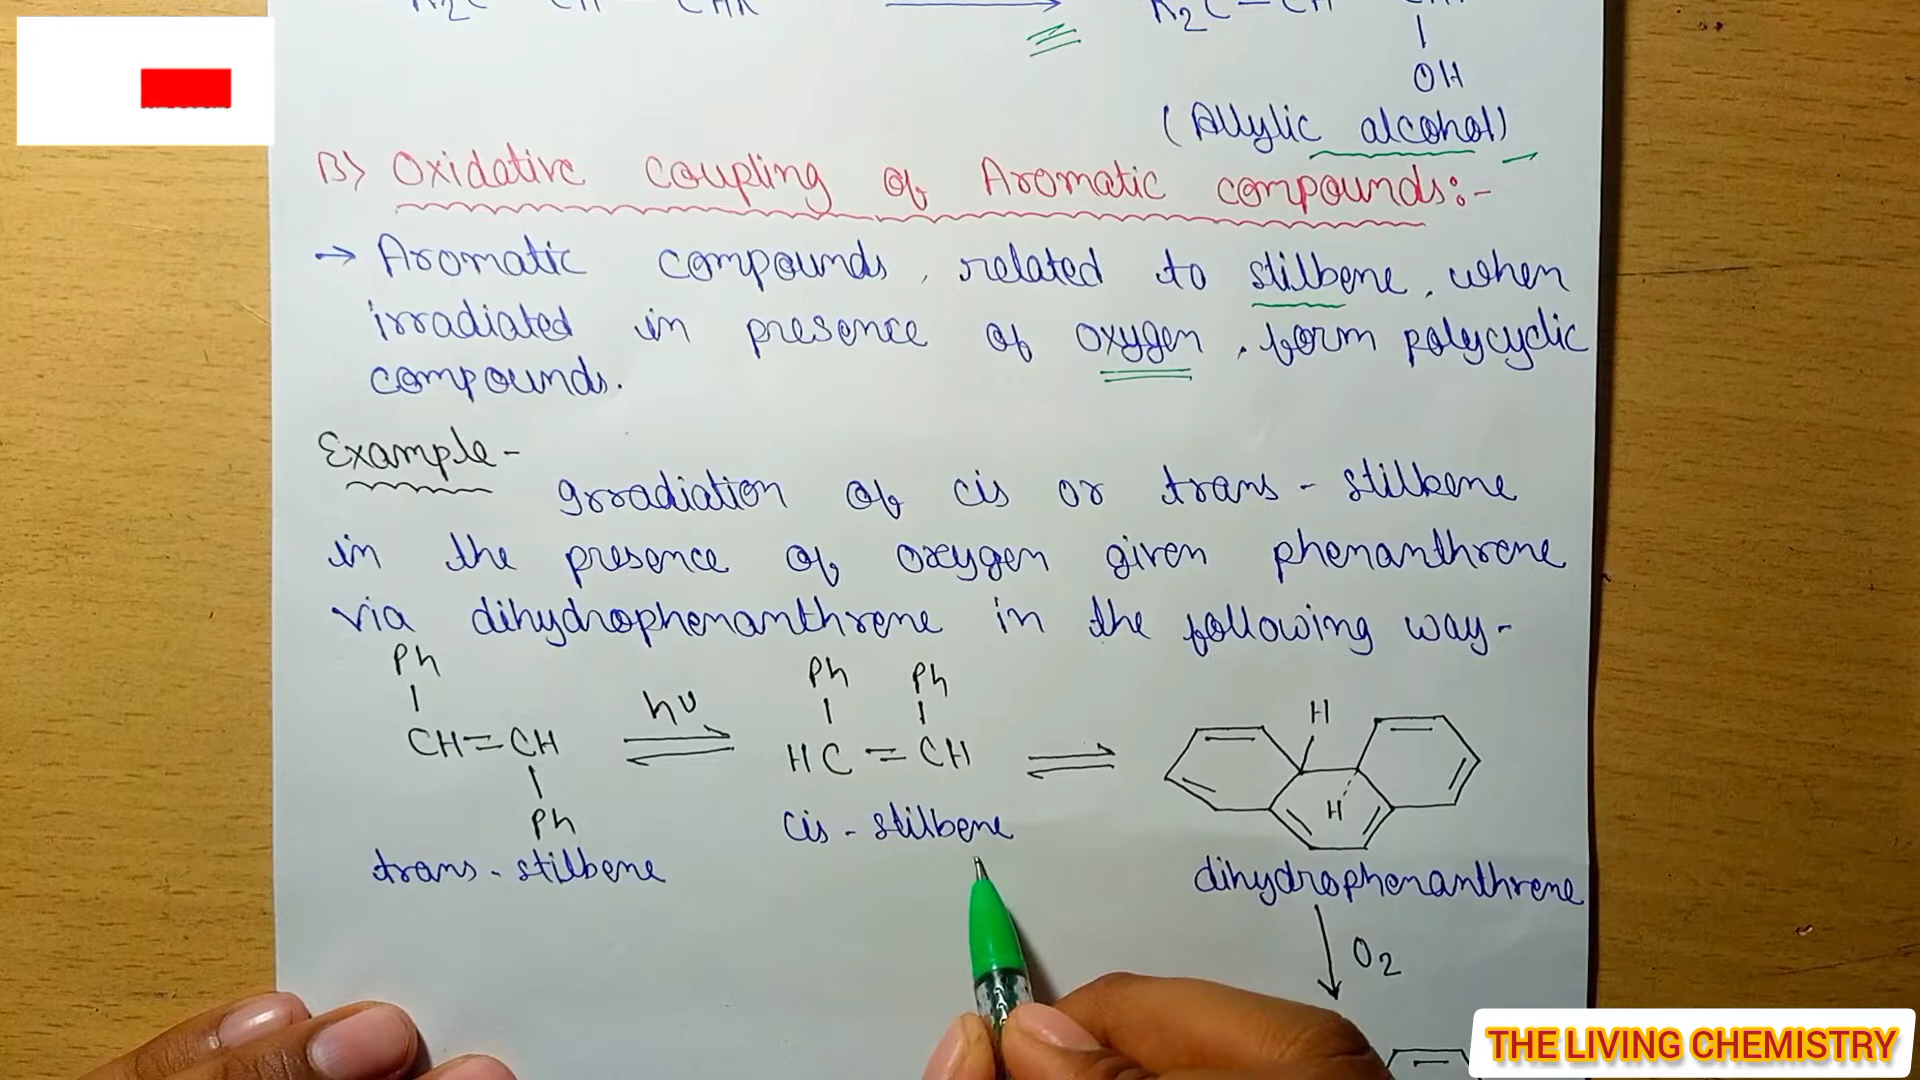 OH
(Allylic alcohol)
B) Oxidative coupling of Aromatic compounds:-
→ Aromatic compounds, related to stilbene, when
irradiated in presence of oxygen, form polycyclic
compounds.
Example-
Irradiation of cis or trans - stilbene
in the presence of oxygen given phenanthrene
via dihydrophenanthrene in the following way-
Ph
CH=CH
Ph
trans - stilbene
hν
Ph Ph
HC = CH
cis - stilbene
H
H
dihydrophenanthrene
O2
THE LIVING CHEMISTRY